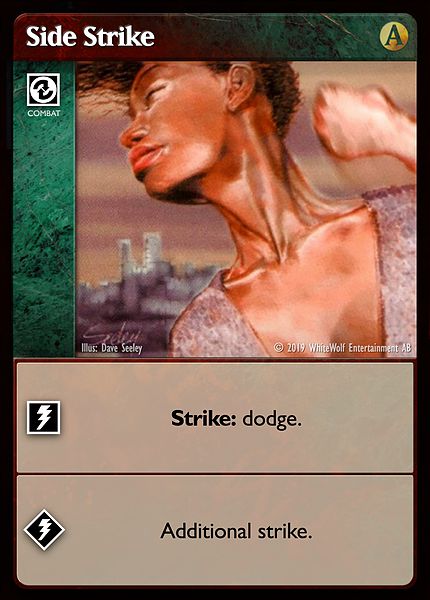 Side Strike
A
COMBAT
Illus: Dave Seeley
© 2019 WhiteWolf Entertainment AB
Strike: dodge.
Additional strike.